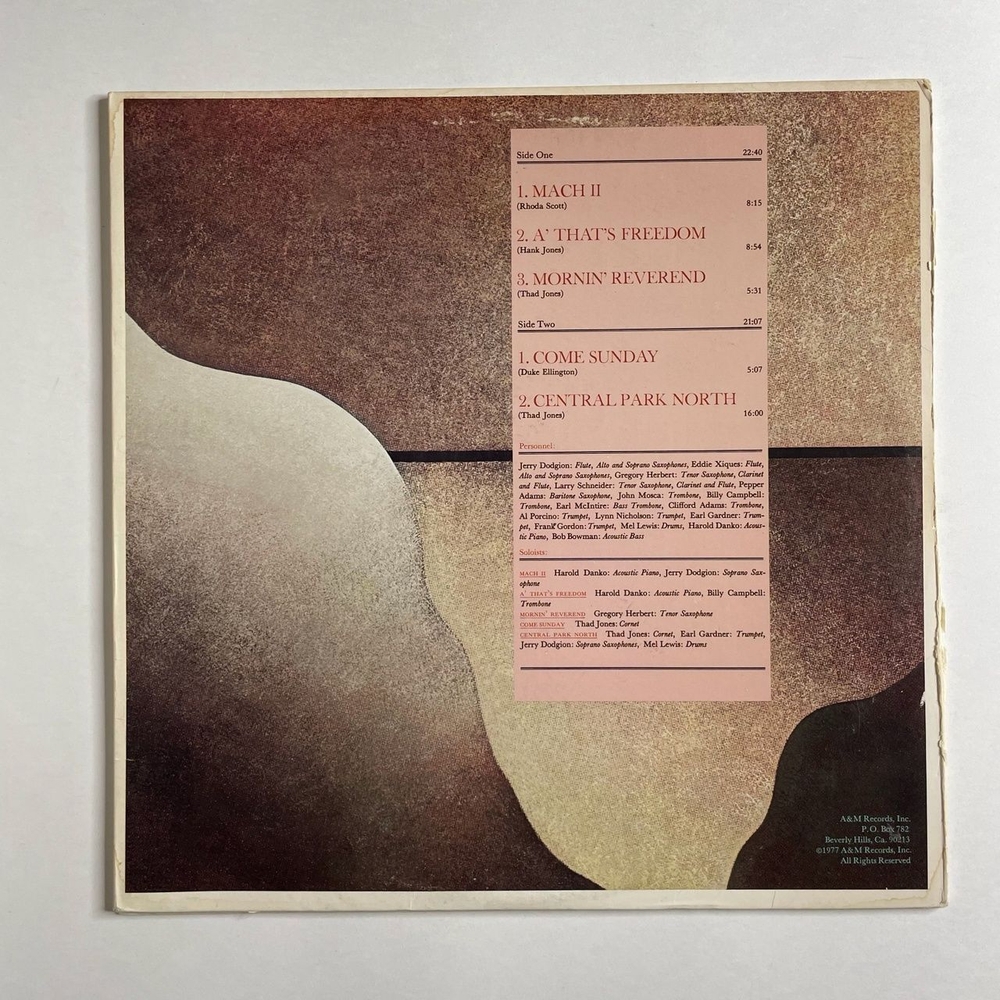 Side One 22:40
1. MACH II
(Rhoda Scott) 8:15
2. A' THAT'S FREEDOM
(Hank Jones) 8:54
3. MORNIN' REVEREND
(Thad Jones) 5:31
Side Two 21:07
1. COME SUNDAY
(Duke Ellington) 5:07
2. CENTRAL PARK NORTH
(Thad Jones) 16:00
Personnel:
Jerry Dodgion: Flute, Alto and Soprano Saxophones, Eddie Xiques: Flute,
Alto and Soprano Saxophones, Gregory Herbert: Tenor Saxophone, Clarinet
and Flute, Larry Schneider: Tenor Saxophone, Clarinet and Flute, Pepper
Adams: Baritone Saxophone, John Mosca: Trombone, Billy Campbell:
Trombone, Earl McIntire: Bass Trombone, Clifford Adams: Trombone,
Al Porcino: Trumpet, Lynn Nicholson: Trumpet, Earl Gardner: Trum-
pet, Frank Gordon: Trumpet, Mel Lewis: Drums, Harold Danko: Acous-
tic Piano, Bob Bowman: Acoustic Bass
Soloists:
MACH II Harold Danko: Acoustic Piano, Jerry Dodgion: Soprano Sax-
ophone
A' THAT'S FREEDOM Harold Danko: Acoustic Piano, Billy Campbell:
Trombone
MORNIN' REVEREND Gregory Herbert: Tenor Saxophone
COME SUNDAY Thad Jones: Cornet
CENTRAL PARK NORTH Thad Jones: Cornet, Earl Gardner: Trumpet,
Jerry Dodgion: Soprano Saxophones, Mel Lewis: Drums
A&M Records, Inc.
P.O. Box 782
Beverly Hills, Ca. 90213
©1977 A&M Records, Inc.
All Rights Reserved